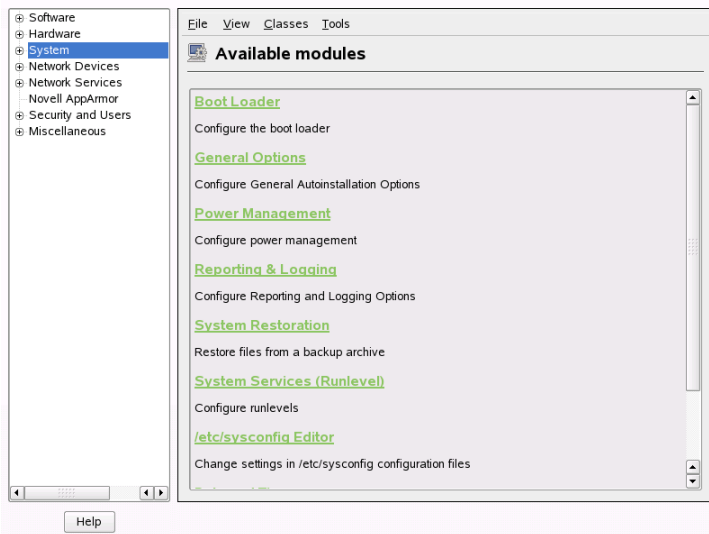 Software
Hardware
System
Network Devices
Network Services
Novell AppArmor
Security and Users
Miscellaneous
File View Classes Tools
Available modules
Boot Loader
Configure the boot loader
General Options
Configure General Autoinstallation Options
Power Management
Configure power management
Reporting & Logging
Configure Reporting and Logging Options
System Restoration
Restore files from a backup archive
System Services (Runlevel)
Configure runlevels
/etc/sysconfig Editor
Change settings in /etc/sysconfig configuration files
Help